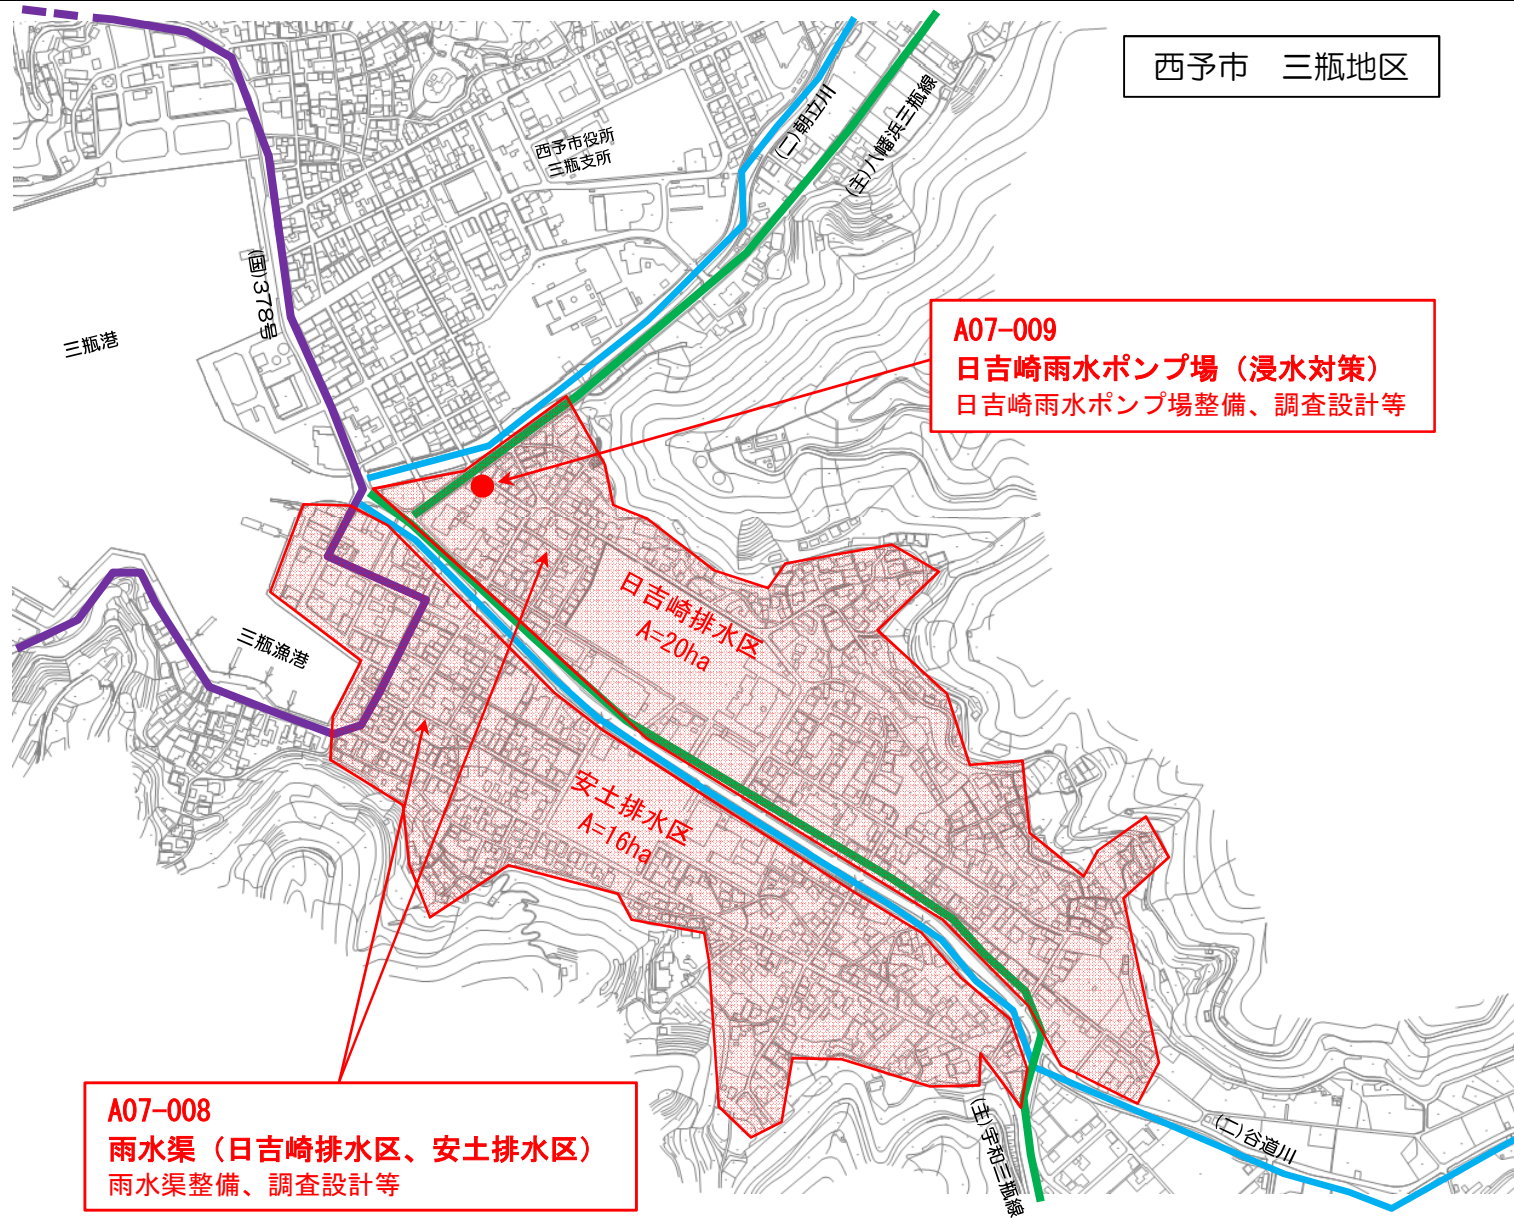 西予市　三瓶地区
西予市役所
三瓶支所
(二)朝立川
(主)八幡浜三瓶線
(国)378号
三瓶港
A07-009
日吉崎雨水ポンプ場（浸水対策）
日吉崎雨水ポンプ場整備、調査設計等
日吉崎排水区
A=20ha
三瓶漁港
安土排水区
A=16ha
A07-008
雨水渠（日吉崎排水区、安土排水区）
雨水渠整備、調査設計等
(主)宇和三瓶線
(二)谷道川